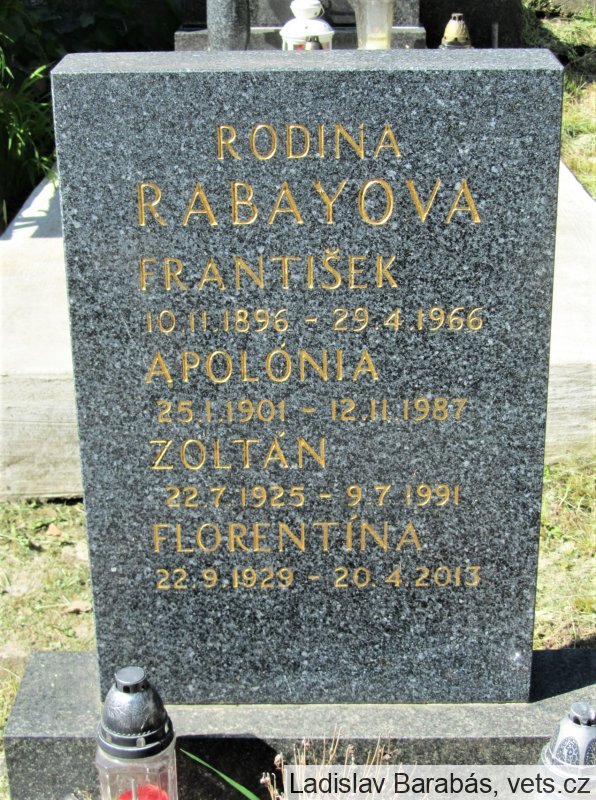 RODINA
RABAYOVA
FRANTIŠEK
10.11.1896 - 29.4.1966
APOLÓNIA
25.1.1901 - 12.11.1987
ZOLTÁN
22.7.1925 - 9.7.1991
FLORENTÍNA
22.9.1929 - 20.4.2013
Ladislav Barabás, vets.cz